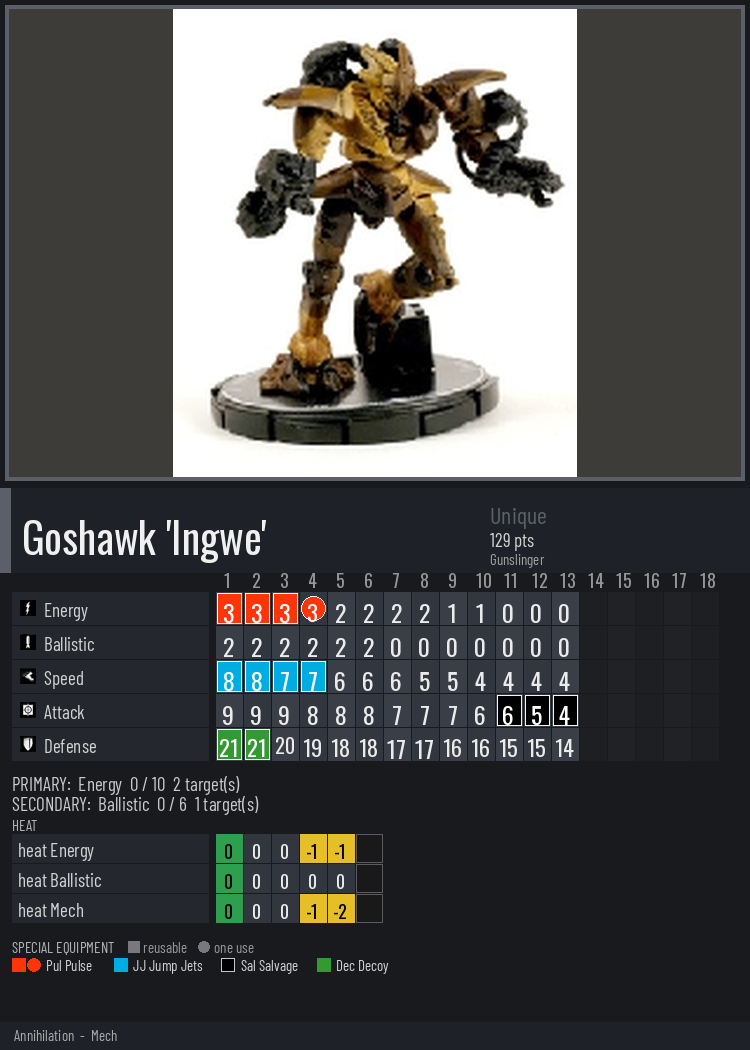 Goshawk 'Ingwe'
Unique
129 pts
Gunslinger
1 2 3 4 5 6 7 8 9 10 11 12 13 14 15 16 17 18
Energy 3 3 3 3 2 2 2 2 1 1 0 0 0
Ballistic 2 2 2 2 2 2 0 0 0 0 0 0 0
Speed 8 8 7 7 6 6 6 5 5 4 4 4 4
Attack 9 9 9 8 8 8 7 7 7 6 6 5 4
Defense 21 21 20 19 18 18 17 17 16 16 15 15 14
PRIMARY: Energy 0 / 10 2 target(s)
SECONDARY: Ballistic 0 / 6 1 target(s)
HEAT
heat Energy 0 0 0 -1 -1
heat Ballistic 0 0 0 0 0
heat Mech 0 0 0 -1 -2
SPECIAL EQUIPMENT reusable one use
Pul Pulse JJ Jump Jets Sal Salvage Dec Decoy
Annihilation - Mech